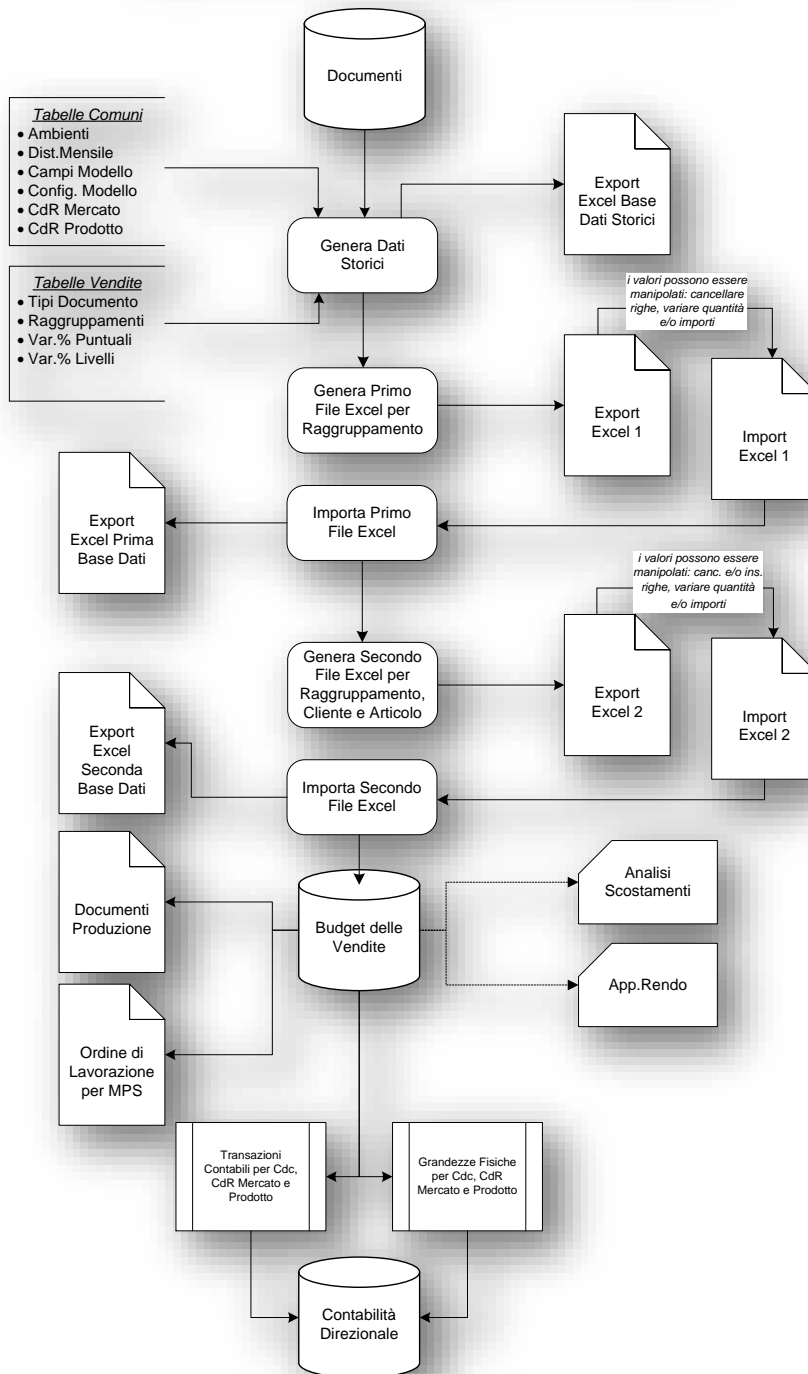 Documenti
Tabelle Comuni
• Ambienti
• Dist.Mensile
• Campi Modello
• Config. Modello
• CdR Mercato
• CdR Prodotto
Export
Excel Base
Dati Storici
Genera Dati
Storici
Tabelle Vendite
• Tipi Documento
• Raggruppamenti
• Var.% Puntuali
• Var.% Livelli
i valori possono essere
manipolati: cancellare
righe, variare quantità
e/o importi
Genera Primo
File Excel per
Raggruppamento
Export
Excel 1
Import
Excel 1
Export
Excel Prima
Base Dati
Importa Primo
File Excel
i valori possono essere
manipolati: canc. e/o ins.
righe, variare quantità
e/o importi
Genera Secondo
File Excel per
Raggruppamento,
Cliente e Articolo
Export
Excel 2
Import
Excel 2
Export
Excel
Seconda
Base Dati
Importa Secondo
File Excel
Analisi
Scostamenti
Documenti
Produzione
Budget delle
Vendite
App.Rendo
Ordine di
Lavorazione
per MPS
Transazioni
Contabili per Cdc,
CdR Mercato e
Prodotto
Grandezze Fisiche
per Cdc, CdR
Mercato e Prodotto
Contabilità
Direzionale